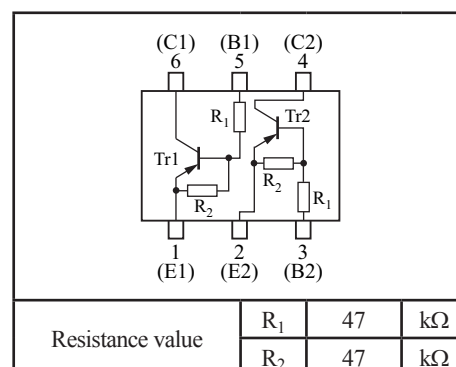 (C1) (B1) (C2)
6 5 4
Tr2
R1
Tr1
R2
R2
R1
1 2 3
(E1) (E2) (B2)
Resistance value
R1 47 kΩ
R2 47 kΩ